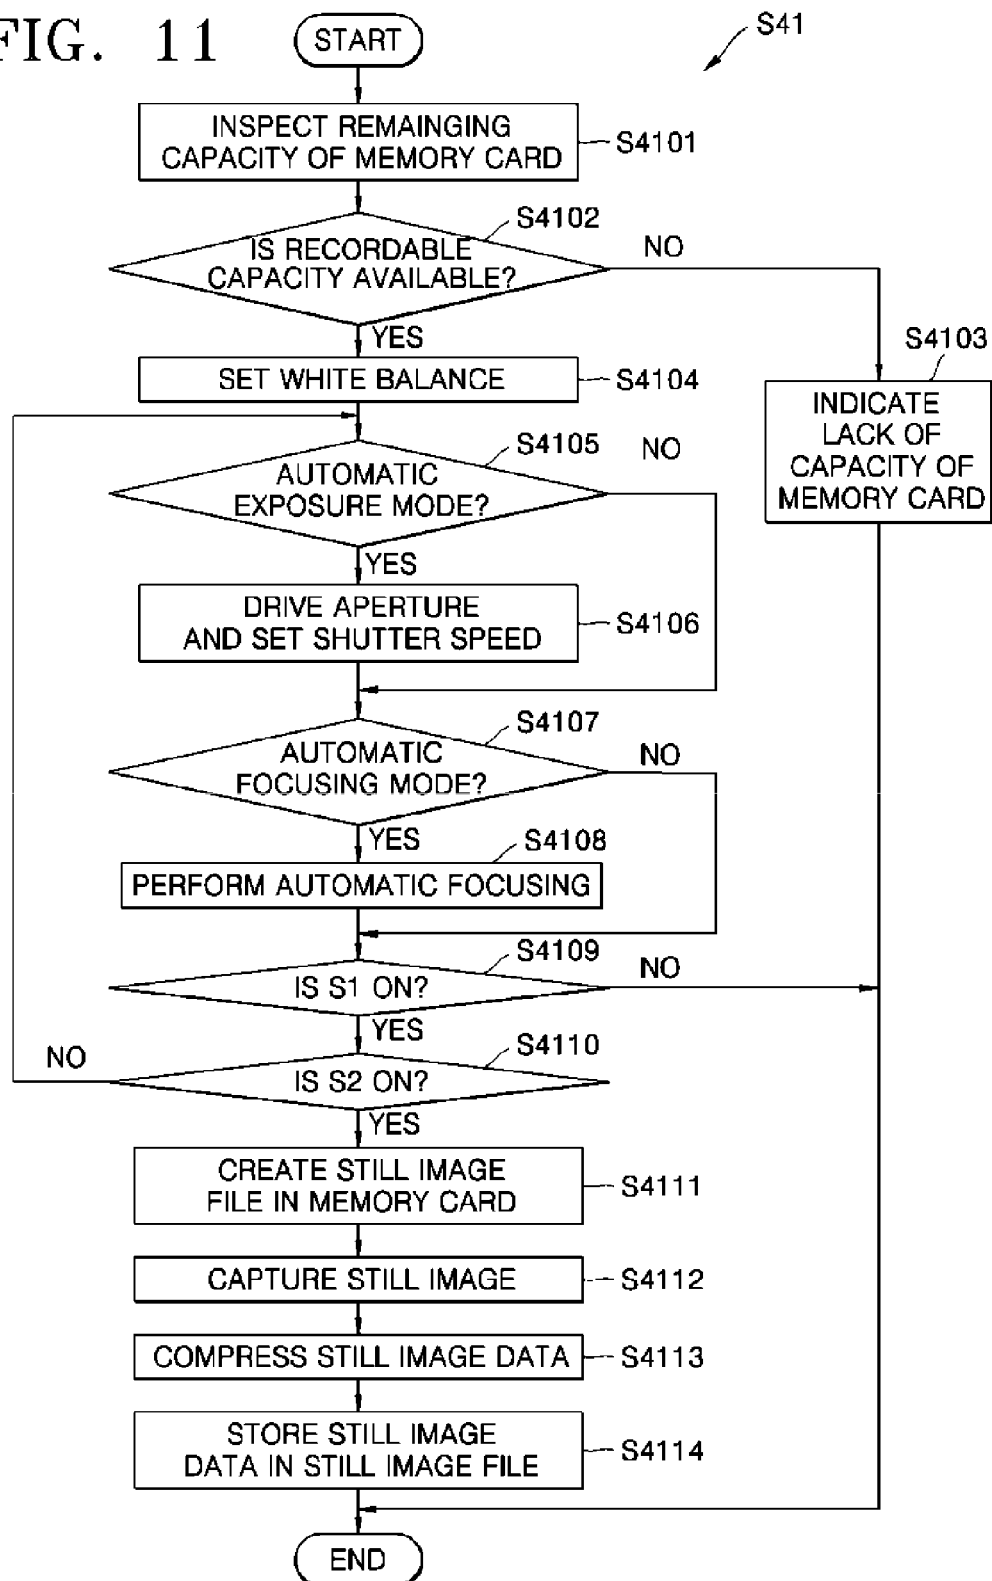 FIG. 11
START
S41
INSPECT REMAINGING
CAPACITY OF MEMORY CARD
S4101
S4102
IS RECORDABLE
CAPACITY AVAILABLE?
NO
YES
S4103
INDICATE
LACK OF
CAPACITY OF
MEMORY CARD
SET WHITE BALANCE
S4104
S4105
AUTOMATIC
EXPOSURE MODE?
NO
YES
DRIVE APERTURE
AND SET SHUTTER SPEED
S4106
S4107
AUTOMATIC
FOCUSING MODE?
NO
YES
S4108
PERFORM AUTOMATIC FOCUSING
S4109
IS S1 ON?
NO
YES
S4110
NO
IS S2 ON?
YES
CREATE STILL IMAGE
FILE IN MEMORY CARD
S4111
CAPTURE STILL IMAGE
S4112
COMPRESS STILL IMAGE DATA
S4113
STORE STILL IMAGE
DATA IN STILL IMAGE FILE
S4114
END